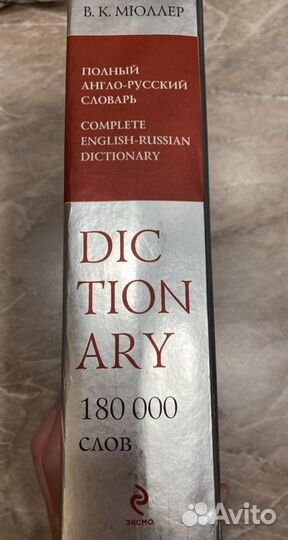 В. К. МЮЛЛЕР
ПОЛНЫЙ
АНГЛО-РУССКИЙ
СЛОВАРЬ
COMPLETE
ENGLISH-RUSSIAN
DICTIONARY
DIC
TION
ARY
180 000
СЛОВ
ЭКСМО
Avito